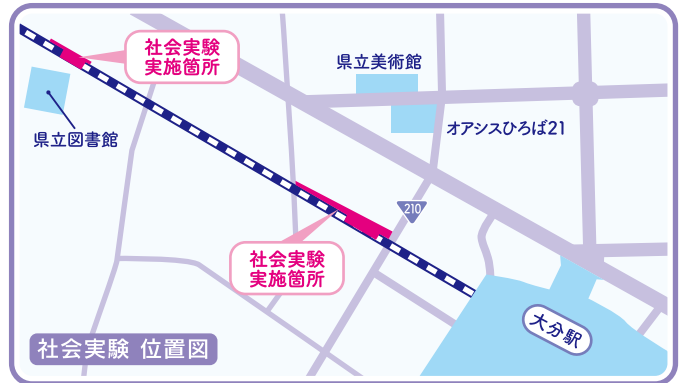 社会実験
実施箇所
県立美術館
県立図書館
オアシスひろば21
210
社会実験
実施箇所
大分駅
社会実験 位置図